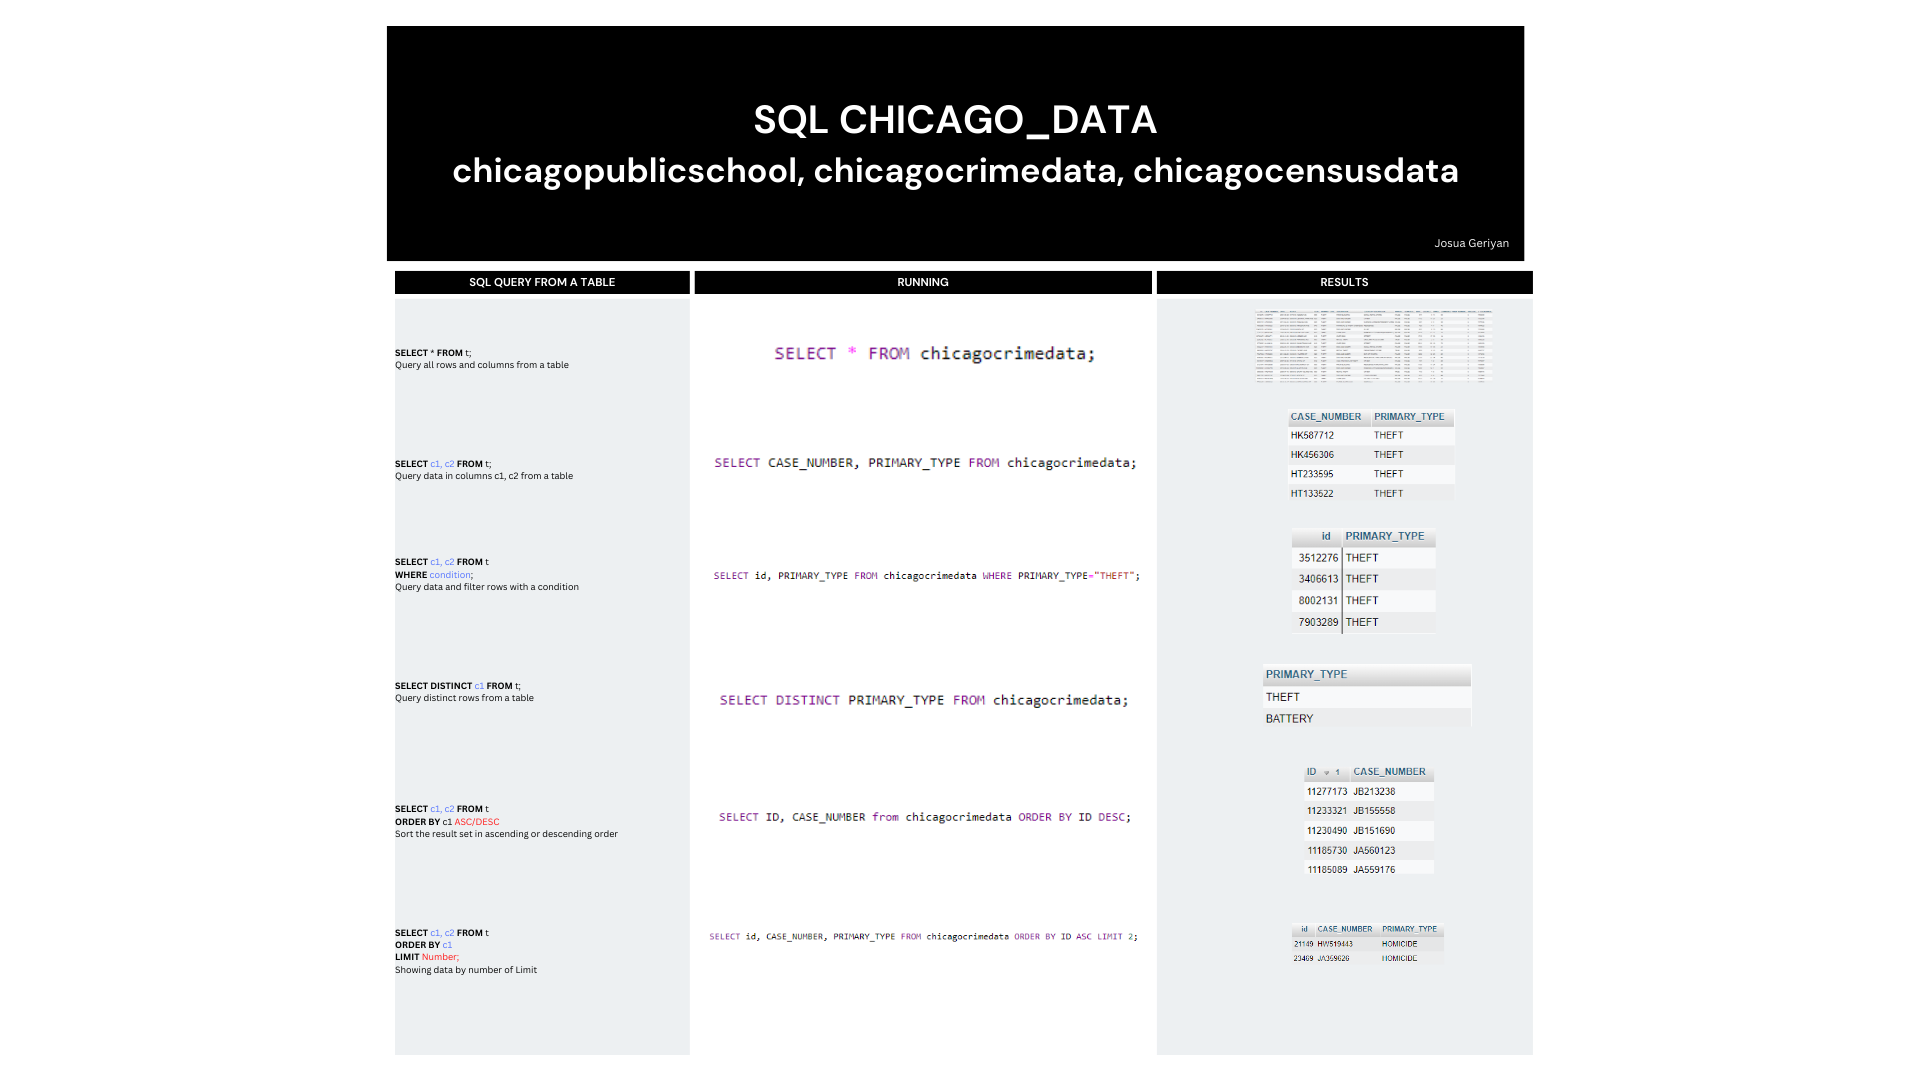 SQL CHICAGO_DATA
chicagopublicschool, chicagocrimedata, chicagocensusdata
Josua Geriyan
SQL QUERY FROM A TABLE
RUNNING
RESULTS
SELECT * FROM t;
Query all rows and columns from a table
SELECT * FROM chicagocrimedata;
SELECT c1, c2 FROM t;
Query data in columns c1, c2 from a table
SELECT CASE_NUMBER, PRIMARY_TYPE FROM chicagocrimedata;
CASE_NUMBER PRIMARY_TYPE
HK587712 THEFT
HK456306 THEFT
HT233595 THEFT
HT133522 THEFT
SELECT c1, c2 FROM t
WHERE condition;
Query data and filter rows with a condition
SELECT id, PRIMARY_TYPE FROM chicagocrimedata WHERE PRIMARY_TYPE="THEFT";
id PRIMARY_TYPE
3512276 THEFT
3406613 THEFT
8002131 THEFT
7903289 THEFT
SELECT DISTINCT c1 FROM t;
Query distinct rows from a table
SELECT DISTINCT PRIMARY_TYPE FROM chicagocrimedata;
PRIMARY_TYPE
THEFT
BATTERY
SELECT c1, c2 FROM t
ORDER BY c1 ASC/DESC
Sort the result set in ascending or descending order
SELECT ID, CASE_NUMBER from chicagocrimedata ORDER BY ID DESC;
ID 1 CASE_NUMBER
11277173 JB213238
11233321 JB155558
11230490 JB151690
11185730 JA560123
11185089 JA559176
SELECT c1, c2 FROM t
ORDER BY c1
LIMIT Number;
Showing data by number of Limit
SELECT id, CASE_NUMBER, PRIMARY_TYPE FROM chicagocrimedata ORDER BY ID ASC LIMIT 2;
id CASE_NUMBER PRIMARY_TYPE
21149 HW519443 HOMICIDE
23469 JA369626 HOMICIDE